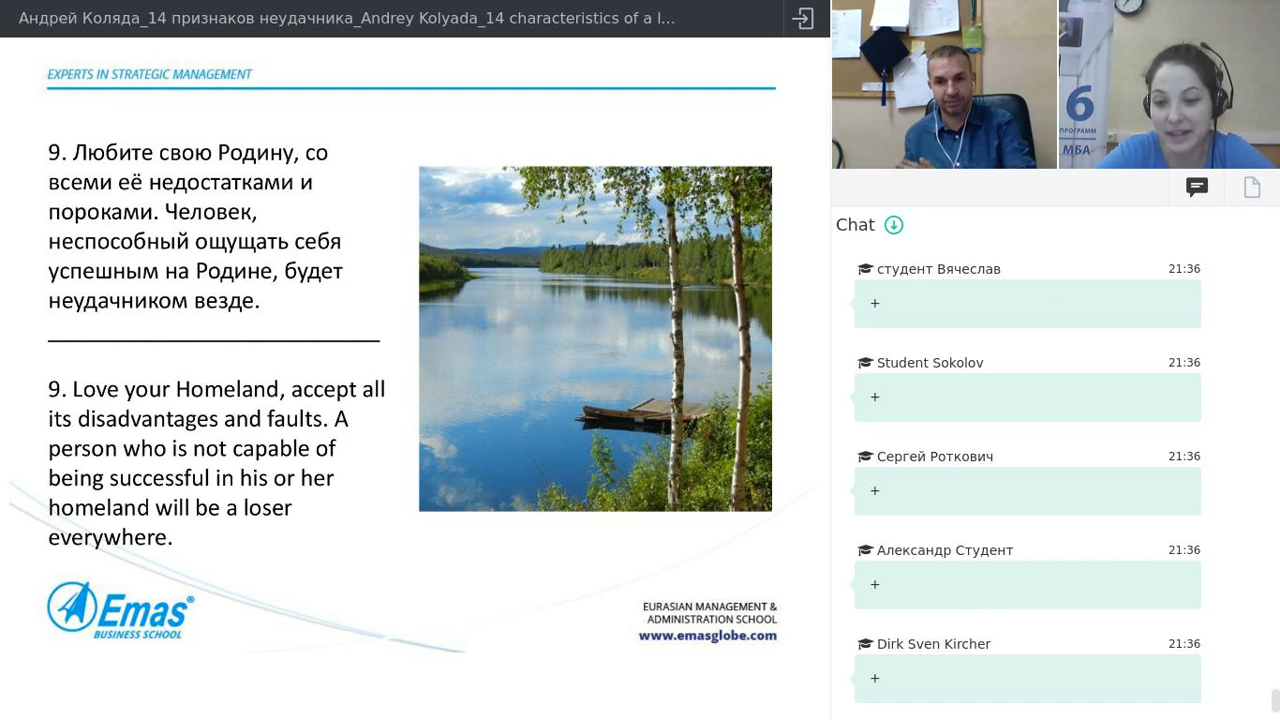 Андрей Коляда_14 признаков неудачника_Andrey Kolyada_14 characteristics of a l...
EXPERTS IN STRATEGIC MANAGEMENT
9. Любите свою Родину, со
всеми её недостатками и
пороками. Человек,
неспособный ощущать себя
успешным на Родине, будет
неудачником везде.
9. Love your Homeland, accept all
its disadvantages and faults. A
person who is not capable of
being successful in his or her
homeland will be a loser
everywhere.
Emas®
BUSINESS SCHOOL
EURASIAN MANAGEMENT &
ADMINISTRATION SCHOOL
www.emasglobe.com
6
ПРОГРАММ
МБА
Chat
студент Вячеслав 21:36
+
Student Sokolov 21:36
+
Сергей Роткович 21:36
+
Александр Студент 21:36
+
Dirk Sven Kircher 21:36
+